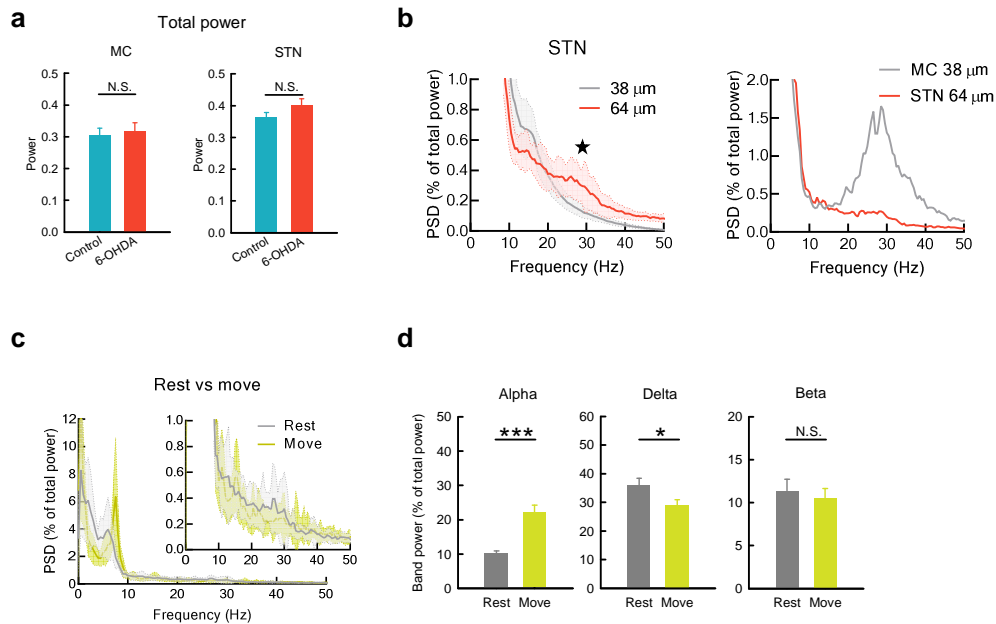 a
Total power
MC
STN
N.S.
N.S.
Power
0.5
0.4
0.3
0.2
0.1
0.0
Control
6-OHDA
Power
0.5
0.4
0.3
0.2
0.1
0.0
Control
6-OHDA
b
STN
38 μm
64 μm
PSD (% of total power)
1.0
0.8
0.6
0.4
0.2
0.0
0 10 20 30 40 50
Frequency (Hz)
MC 38 μm
STN 64 μm
PSD (% of total power)
2.0
1.5
1.0
0.5
0.0
0 10 20 30 40 50
Frequency (Hz)
c
Rest vs move
PSD (% of total power)
12
10
8
6
4
2
0
0 10 20 30 40 50
Frequency (Hz)
Rest
Move
1.0
0.8
0.6
0.4
0.2
0.0
0 10 20 30 40 50
d
Alpha
Delta
Beta
Band power (% of total power)
50
40
30
20
10
0
***
Rest Move
60
50
40
30
20
10
0
*
Rest Move
20
15
10
5
0
N.S.
Rest Move